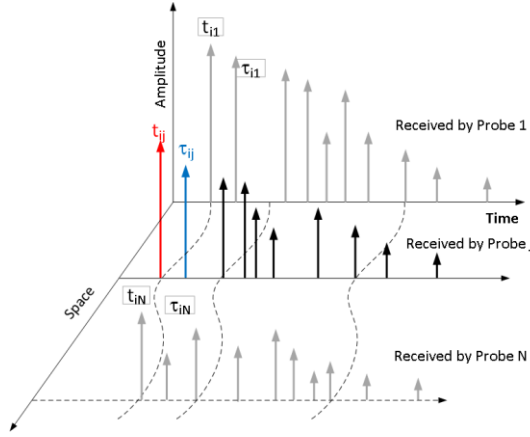 t_i1
τ_i1
Amplitude
Received by Probe 1
t_ij
τ_ij
Time
Received by Probe
Space
t_iN
τ_iN
Received by Probe N